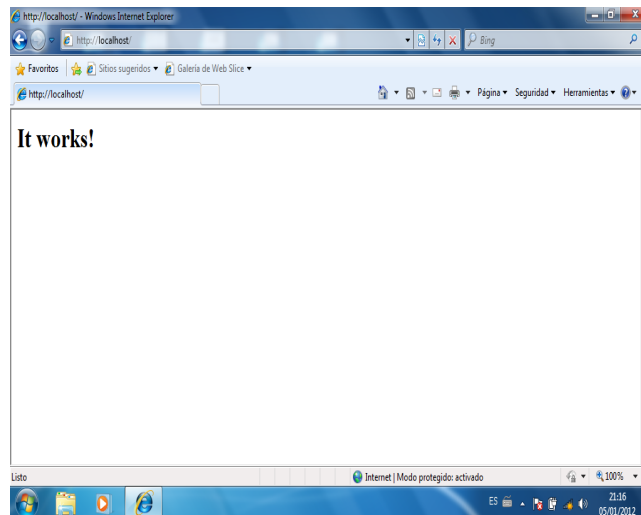 http://localhost/ - Windows Internet Explorer
http://localhost/
Bing
Favoritos
Sitios sugeridos
Galería de Web Slice
http://localhost/
Página
Seguridad
Herramientas
It works!
Listo
Internet | Modo protegido: activado
100%
ES
21:16
05/01/2012